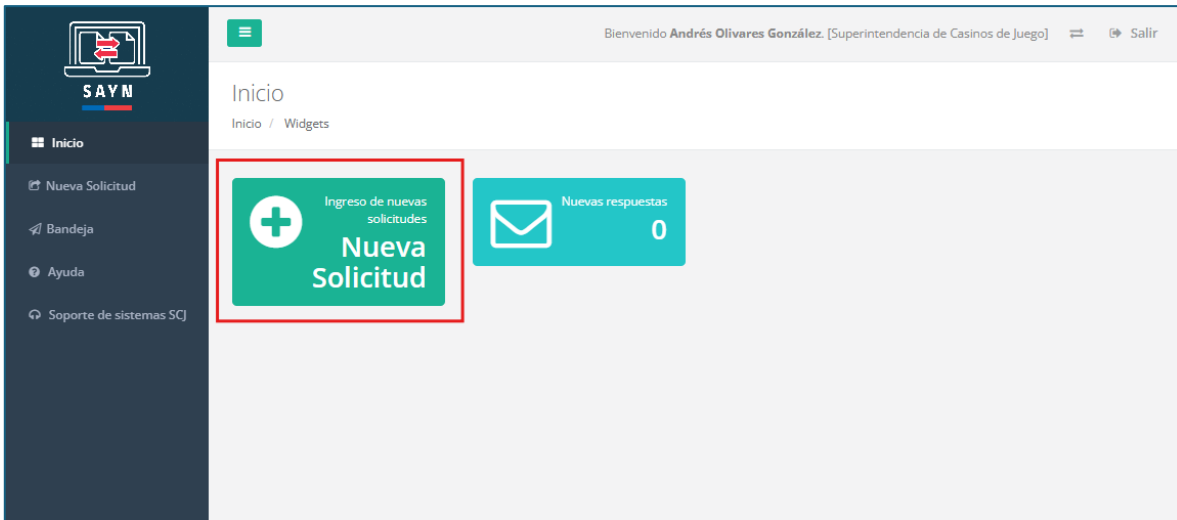 SAYN
Inicio
Nueva Solicitud
Bandeja
Ayuda
Soporte de sistemas SCJ
Bienvenido Andrés Olivares González. [Superintendencia de Casinos de Juego]
Salir
Inicio
Inicio / Widgets
Ingreso de nuevas
solicitudes
Nueva
Solicitud
Nuevas respuestas
0